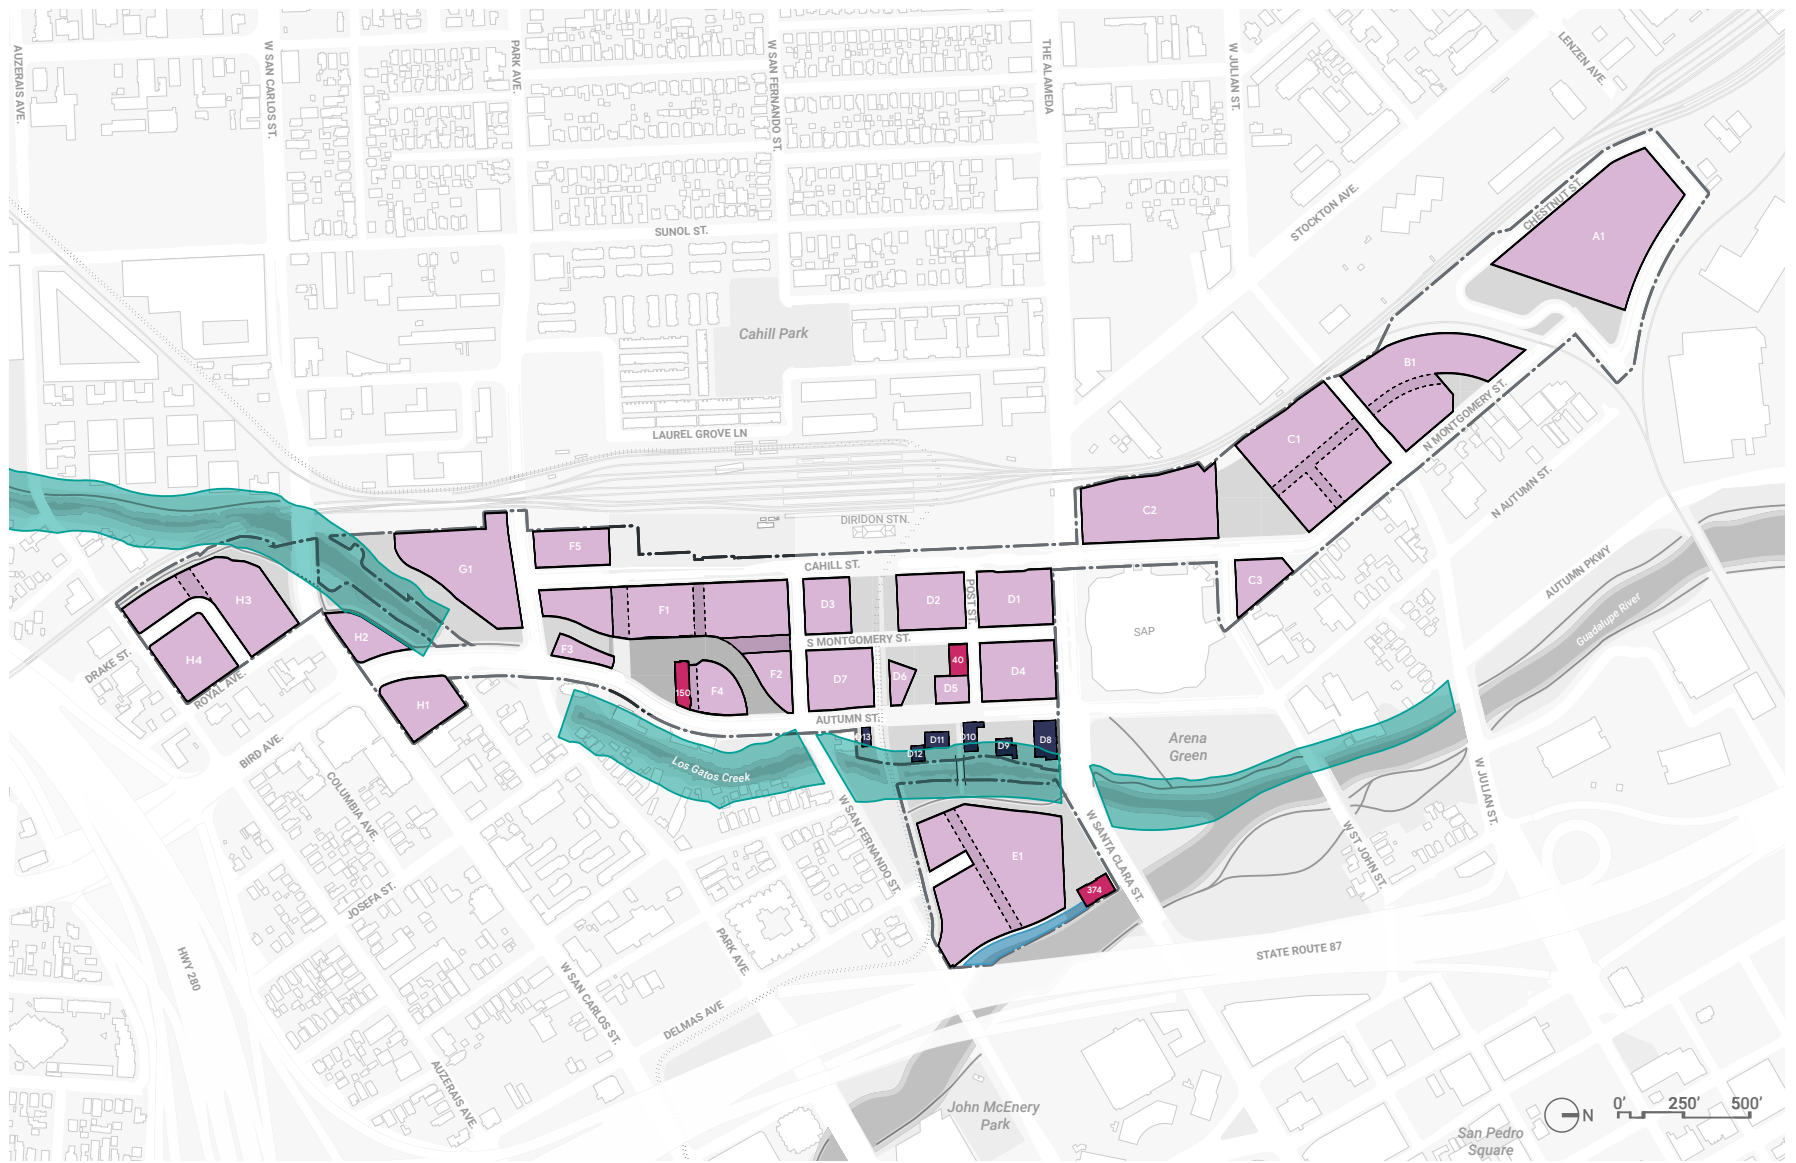 AUZERAIS AVE.
W SAN CARLOS ST.
PARK AVE.
W SAN FERNANDO ST.
THE ALAMEDA
W JULIAN ST.
LENZEN AVE.
STOCKTON AVE.
CHESTNUT ST.
A1
SUNOL ST.
Cahill Park
B1
N MONTGOMERY ST.
C1
LAUREL GROVE LN
C2
N AUTUMN ST.
DIRIDON STN.
F5
G1
CAHILL ST.
C3
AUTUMN PKWY
Guadalupe River
H3
F1
D3
D2
POST ST.
D1
SAP
H2
S MONTGOMERY ST.
F3
H4
DRAKE ST.
ROYAL AVE.
150
F4
F2
D7
D6
40
D5
D4
H1
AUTUMN ST.
D13
D12
D11
D10
D9
D8
Arena
Green
BIRD AVE.
Los Gatos Creek
COLUMBIA AVE.
W SAN FERNANDO ST.
W SANTA CLARA ST.
W ST JOHN ST.
W JULIAN ST.
E1
374
JOSEFA ST.
PARK AVE.
HWY 280
W SAN CARLOS ST.
STATE ROUTE 87
DELMAS AVE
AUZERAIS AVE.
John McEnery
Park
N
0' 250' 500'
San Pedro
Square